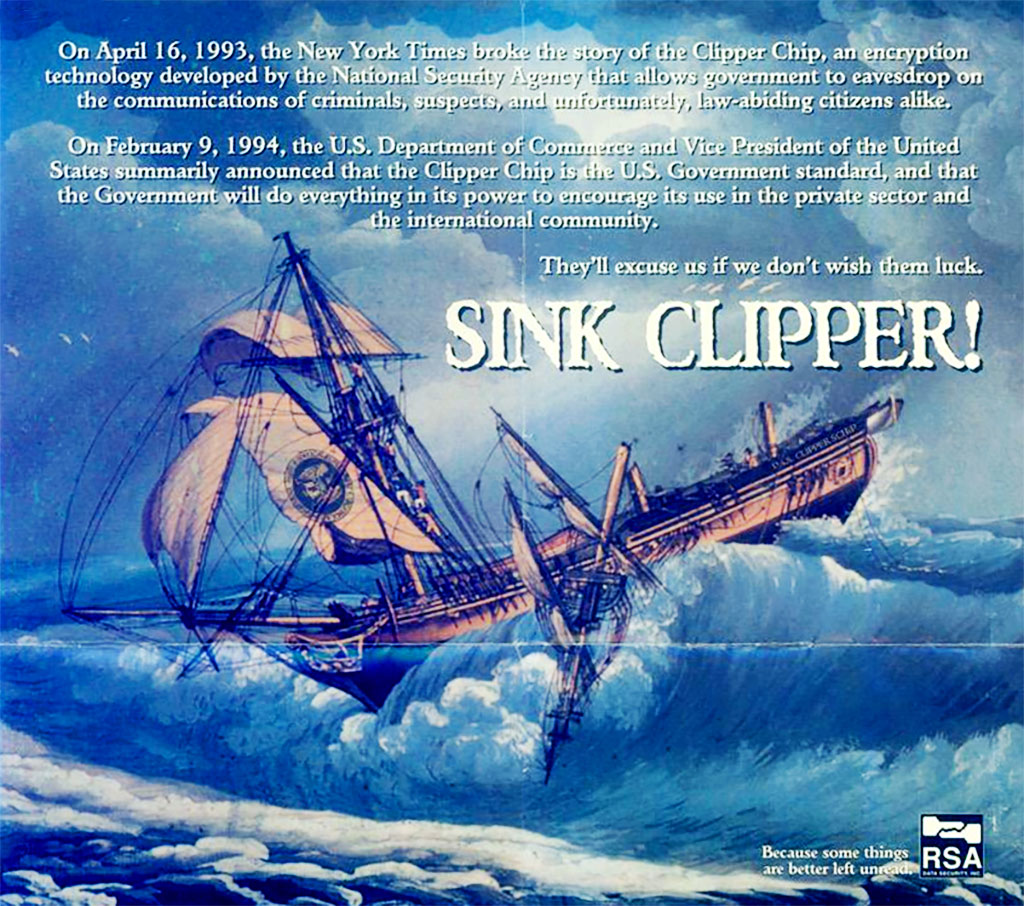 On April 16, 1993, the New York Times broke the story of the Clipper Chip, an encryption
technology developed by the National Security Agency that allows government to eavesdrop on
the communications of criminals, suspects, and unfortunately, law-abiding citizens alike.
On February 9, 1994, the U.S. Department of Commerce and Vice President of the United
States summarily announced that the Clipper Chip is the U.S. Government standard, and that
the Government will do everything in its power to encourage its use in the private sector and
the international community.
They'll excuse us if we don't wish them luck.
SINK CLIPPER!
CLIPPER
Because some things
are better left unread.
RSA
DATA SECURITY, INC.